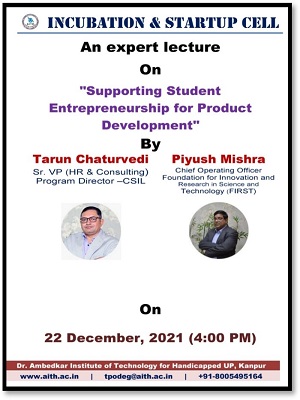 INCUBATION & STARTUP CELL
An expert lecture
On
"Supporting Student
Entrepreneurship for Product
Development"
By
Tarun Chaturvedi
Sr. VP (HR & Consulting)
Program Director –CSIL
Piyush Mishra
Chief Operating Officer
Foundation for Innovation and
Research in Science and
Technology (FIRST)
On
22 December, 2021 (4:00 PM)
Dr. Ambedkar Institute of Technology for Handicapped UP, Kanpur
www.aith.ac.in | tpodeg@aith.ac.in | +91-8005495164